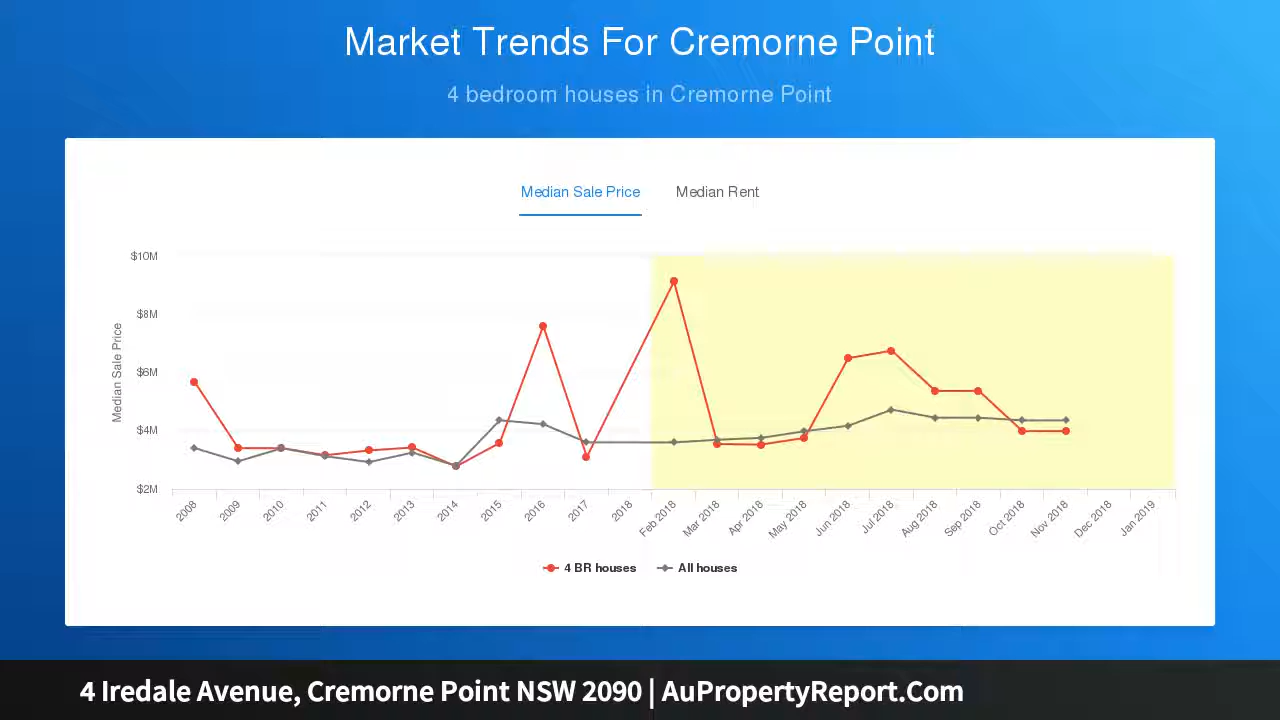 Market Trends For Cremorne Point
4 bedroom houses in Cremorne Point
Median Sale Price Median Rent
Median Sale Price
$10M
$8M
$6M
$4M
$2M
2008 2009 2010 2011 2012 2013 2014 2015 2016 2017 2018 Feb 2018 Mar 2018 Apr 2018 May 2018 Jun 2018 Jul 2018 Aug 2018 Sep 2018 Oct 2018 Nov 2018 Dec 2018 Jan 2019
4 BR houses All houses
4 Iredale Avenue, Cremorne Point NSW 2090 | AuPropertyReport.Com